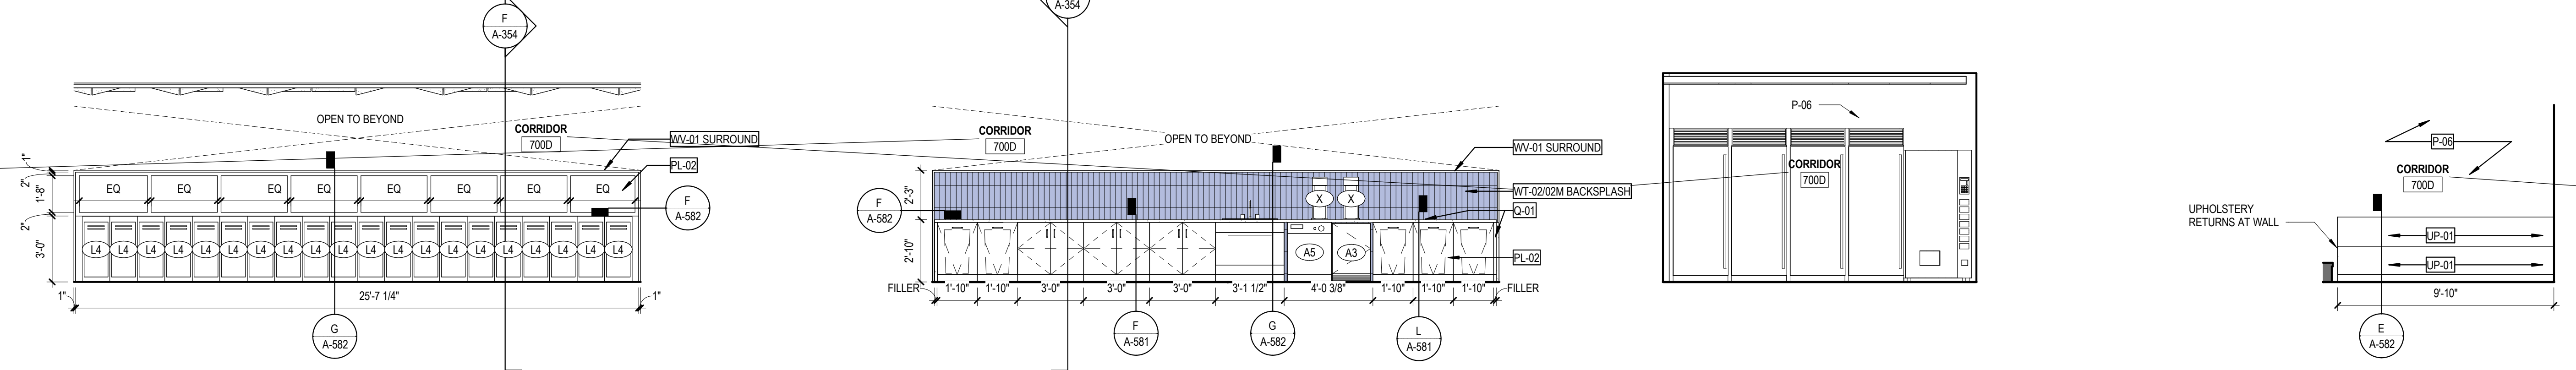 F
A-354
OPEN TO BEYOND
CORRIDOR
700D
WV-01 SURROUND
PL-02
1"
2"
1'-8"
2"
3'-0"
EQ EQ EQ EQ EQ EQ EQ EQ
F
A-582
L4 L4 L4 L4 L4 L4 L4 L4 L4 L4 L4 L4 L4 L4 L4 L4 L4 L4 L4 L4
1" 25'-7 1/4" 1"
G
A-582
A-354
CORRIDOR
700D
OPEN TO BEYOND
WV-01 SURROUND
WT-02/02M BACKSPLASH
Q-01
PL-02
F
A-582
2'-3"
2'-10"
X X
A5 A3
FILLER 1'-10" 1'-10" 3'-0" 3'-0" 3'-0" 3'-1 1/2" 4'-0 3/8" 1'-10" 1'-10" 1'-10" FILLER
F
A-581
G
A-582
L
A-581
P-06
CORRIDOR
700D
P-06
CORRIDOR
700D
UPHOLSTERY
RETURNS AT WALL
UP-01
UP-01
9'-10"
E
A-582